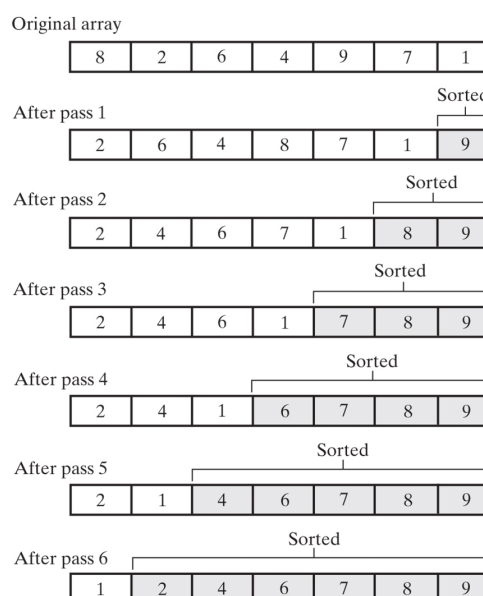 Original array
8 2 6 4 9 7 1
Sorted
After pass 1
2 6 4 8 7 1 9
Sorted
After pass 2
2 4 6 7 1 8 9
Sorted
After pass 3
2 4 6 1 7 8 9
Sorted
After pass 4
2 4 1 6 7 8 9
Sorted
After pass 5
2 1 4 6 7 8 9
Sorted
After pass 6
1 2 4 6 7 8 9